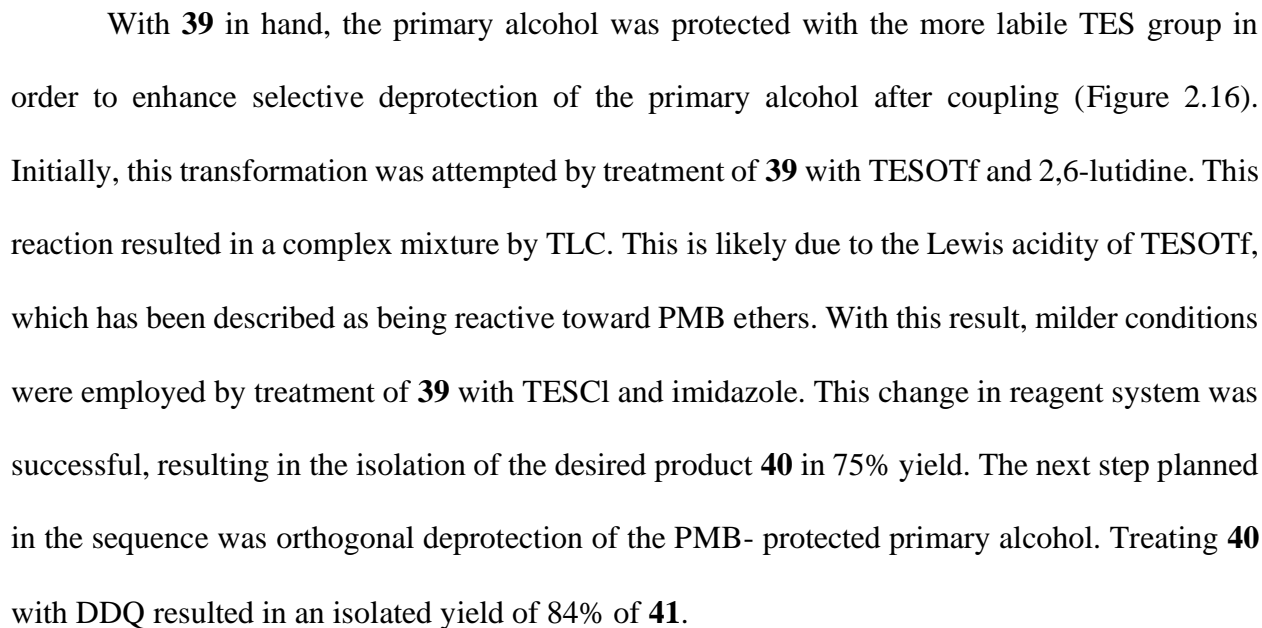 With 39 in hand, the primary alcohol was protected with the more labile TES group in
order to enhance selective deprotection of the primary alcohol after coupling (Figure 2.16).
Initially, this transformation was attempted by treatment of 39 with TESOTf and 2,6-lutidine. This
reaction resulted in a complex mixture by TLC. This is likely due to the Lewis acidity of TESOTf,
which has been described as being reactive toward PMB ethers. With this result, milder conditions
were employed by treatment of 39 with TESCl and imidazole. This change in reagent system was
successful, resulting in the isolation of the desired product 40 in 75% yield. The next step planned
in the sequence was orthogonal deprotection of the PMB- protected primary alcohol. Treating 40
with DDQ resulted in an isolated yield of 84% of 41.